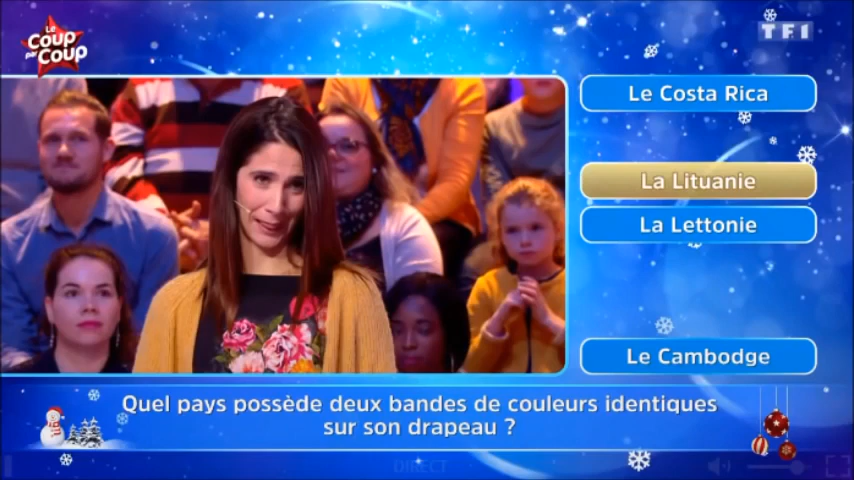 Le
COUP
par
COUP
TF1
Le Costa Rica
La Lituanie
La Lettonie
Le Cambodge
Quel pays possède deux bandes de couleurs identiques
sur son drapeau ?
DIRECT